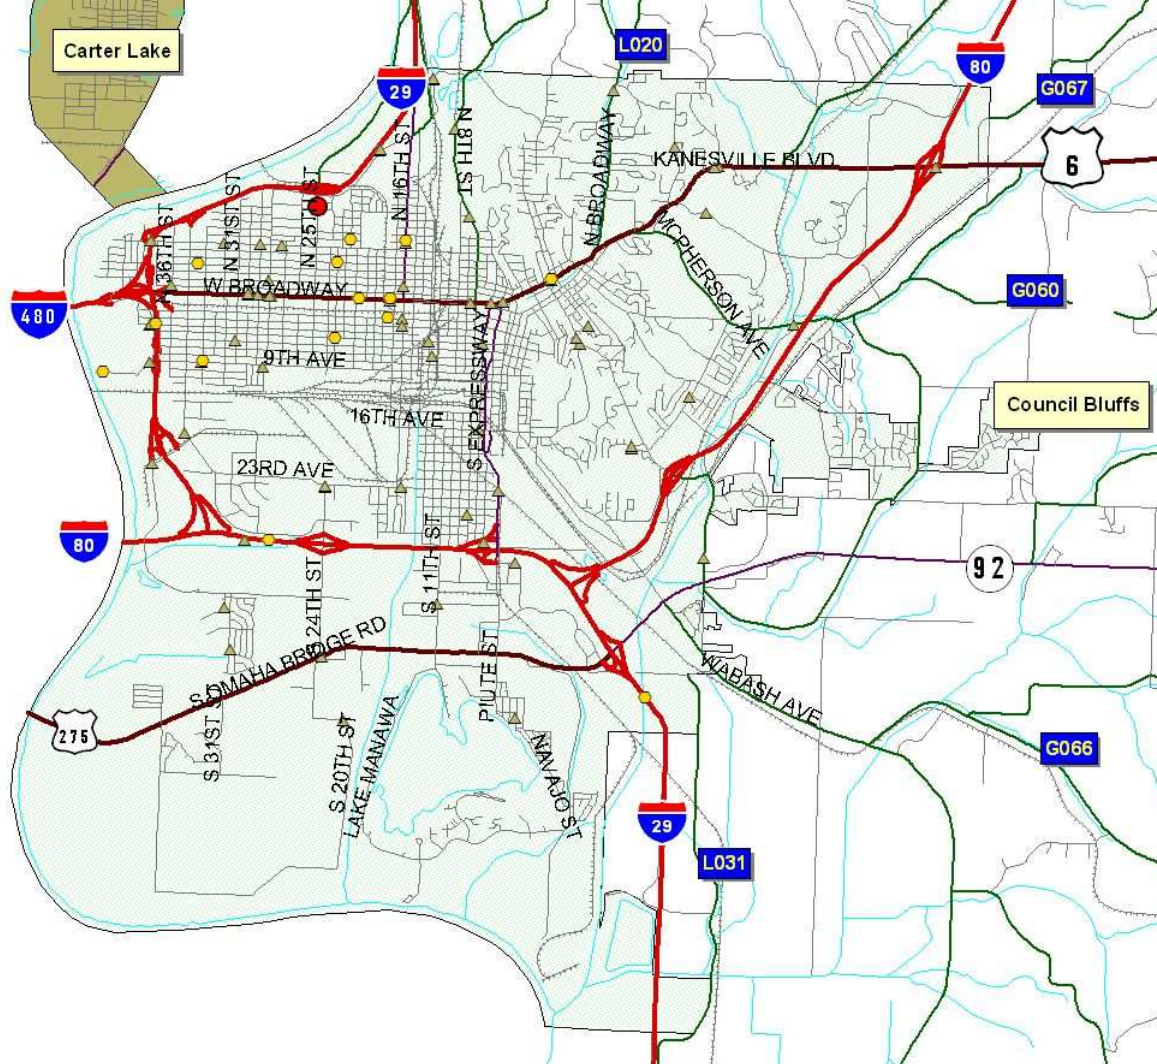 Carter Lake
L020
80
29
G067
N 8TH ST
N 16TH ST
N BROADWAY
KANESVILLE BLVD
6
N 25TH ST
N 31ST ST
N 36TH ST
MCPHERSON AVE
W BROADWAY
480
G060
9TH AVE
S EXPRESSWAY
Council Bluffs
16TH AVE
23RD AVE
80
S 11TH ST
92
S 24TH ST
S OMAHA BRIDGE RD
PIUTE ST
WABASH AVE
275
S 31ST S
S 20TH ST
LAKE MANAWA
NAVAJO ST
G066
29
L031